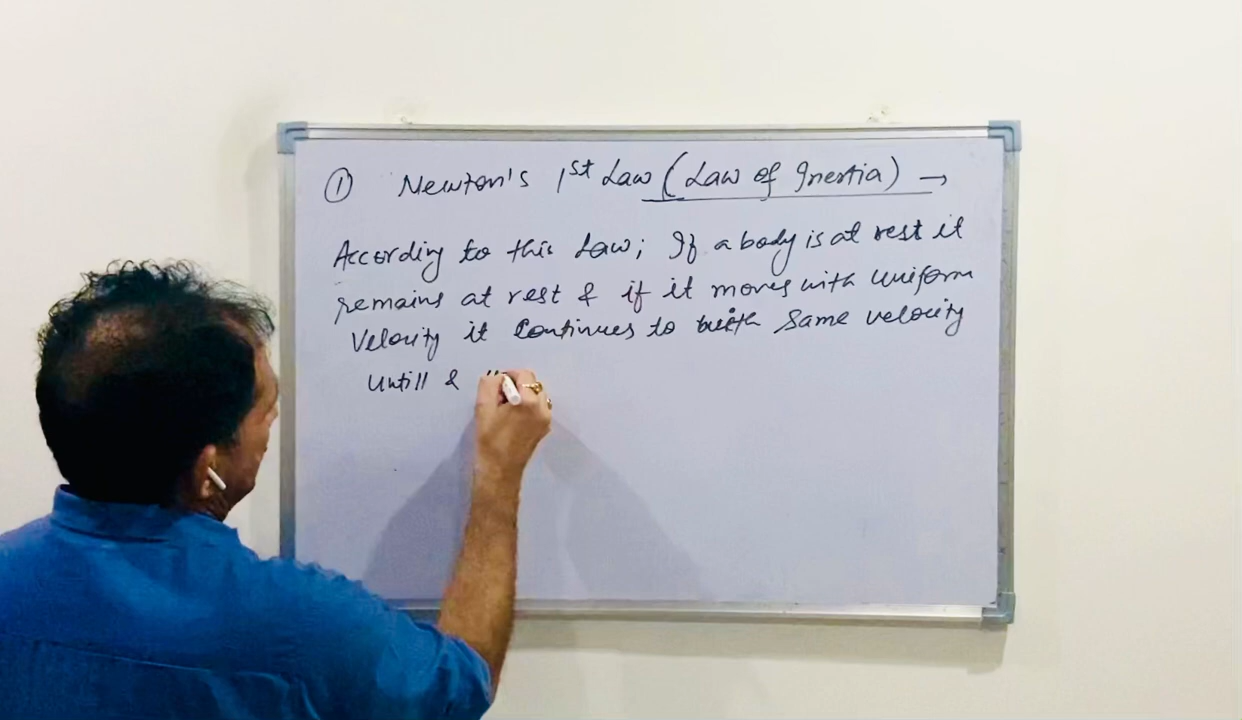 ① Newton's 1st Law (Law of Inertia) →
According to this Law; If a body is at rest it
remains at rest & if it moves with uniform
Velocity it Continues to with Same velocity
Untill &